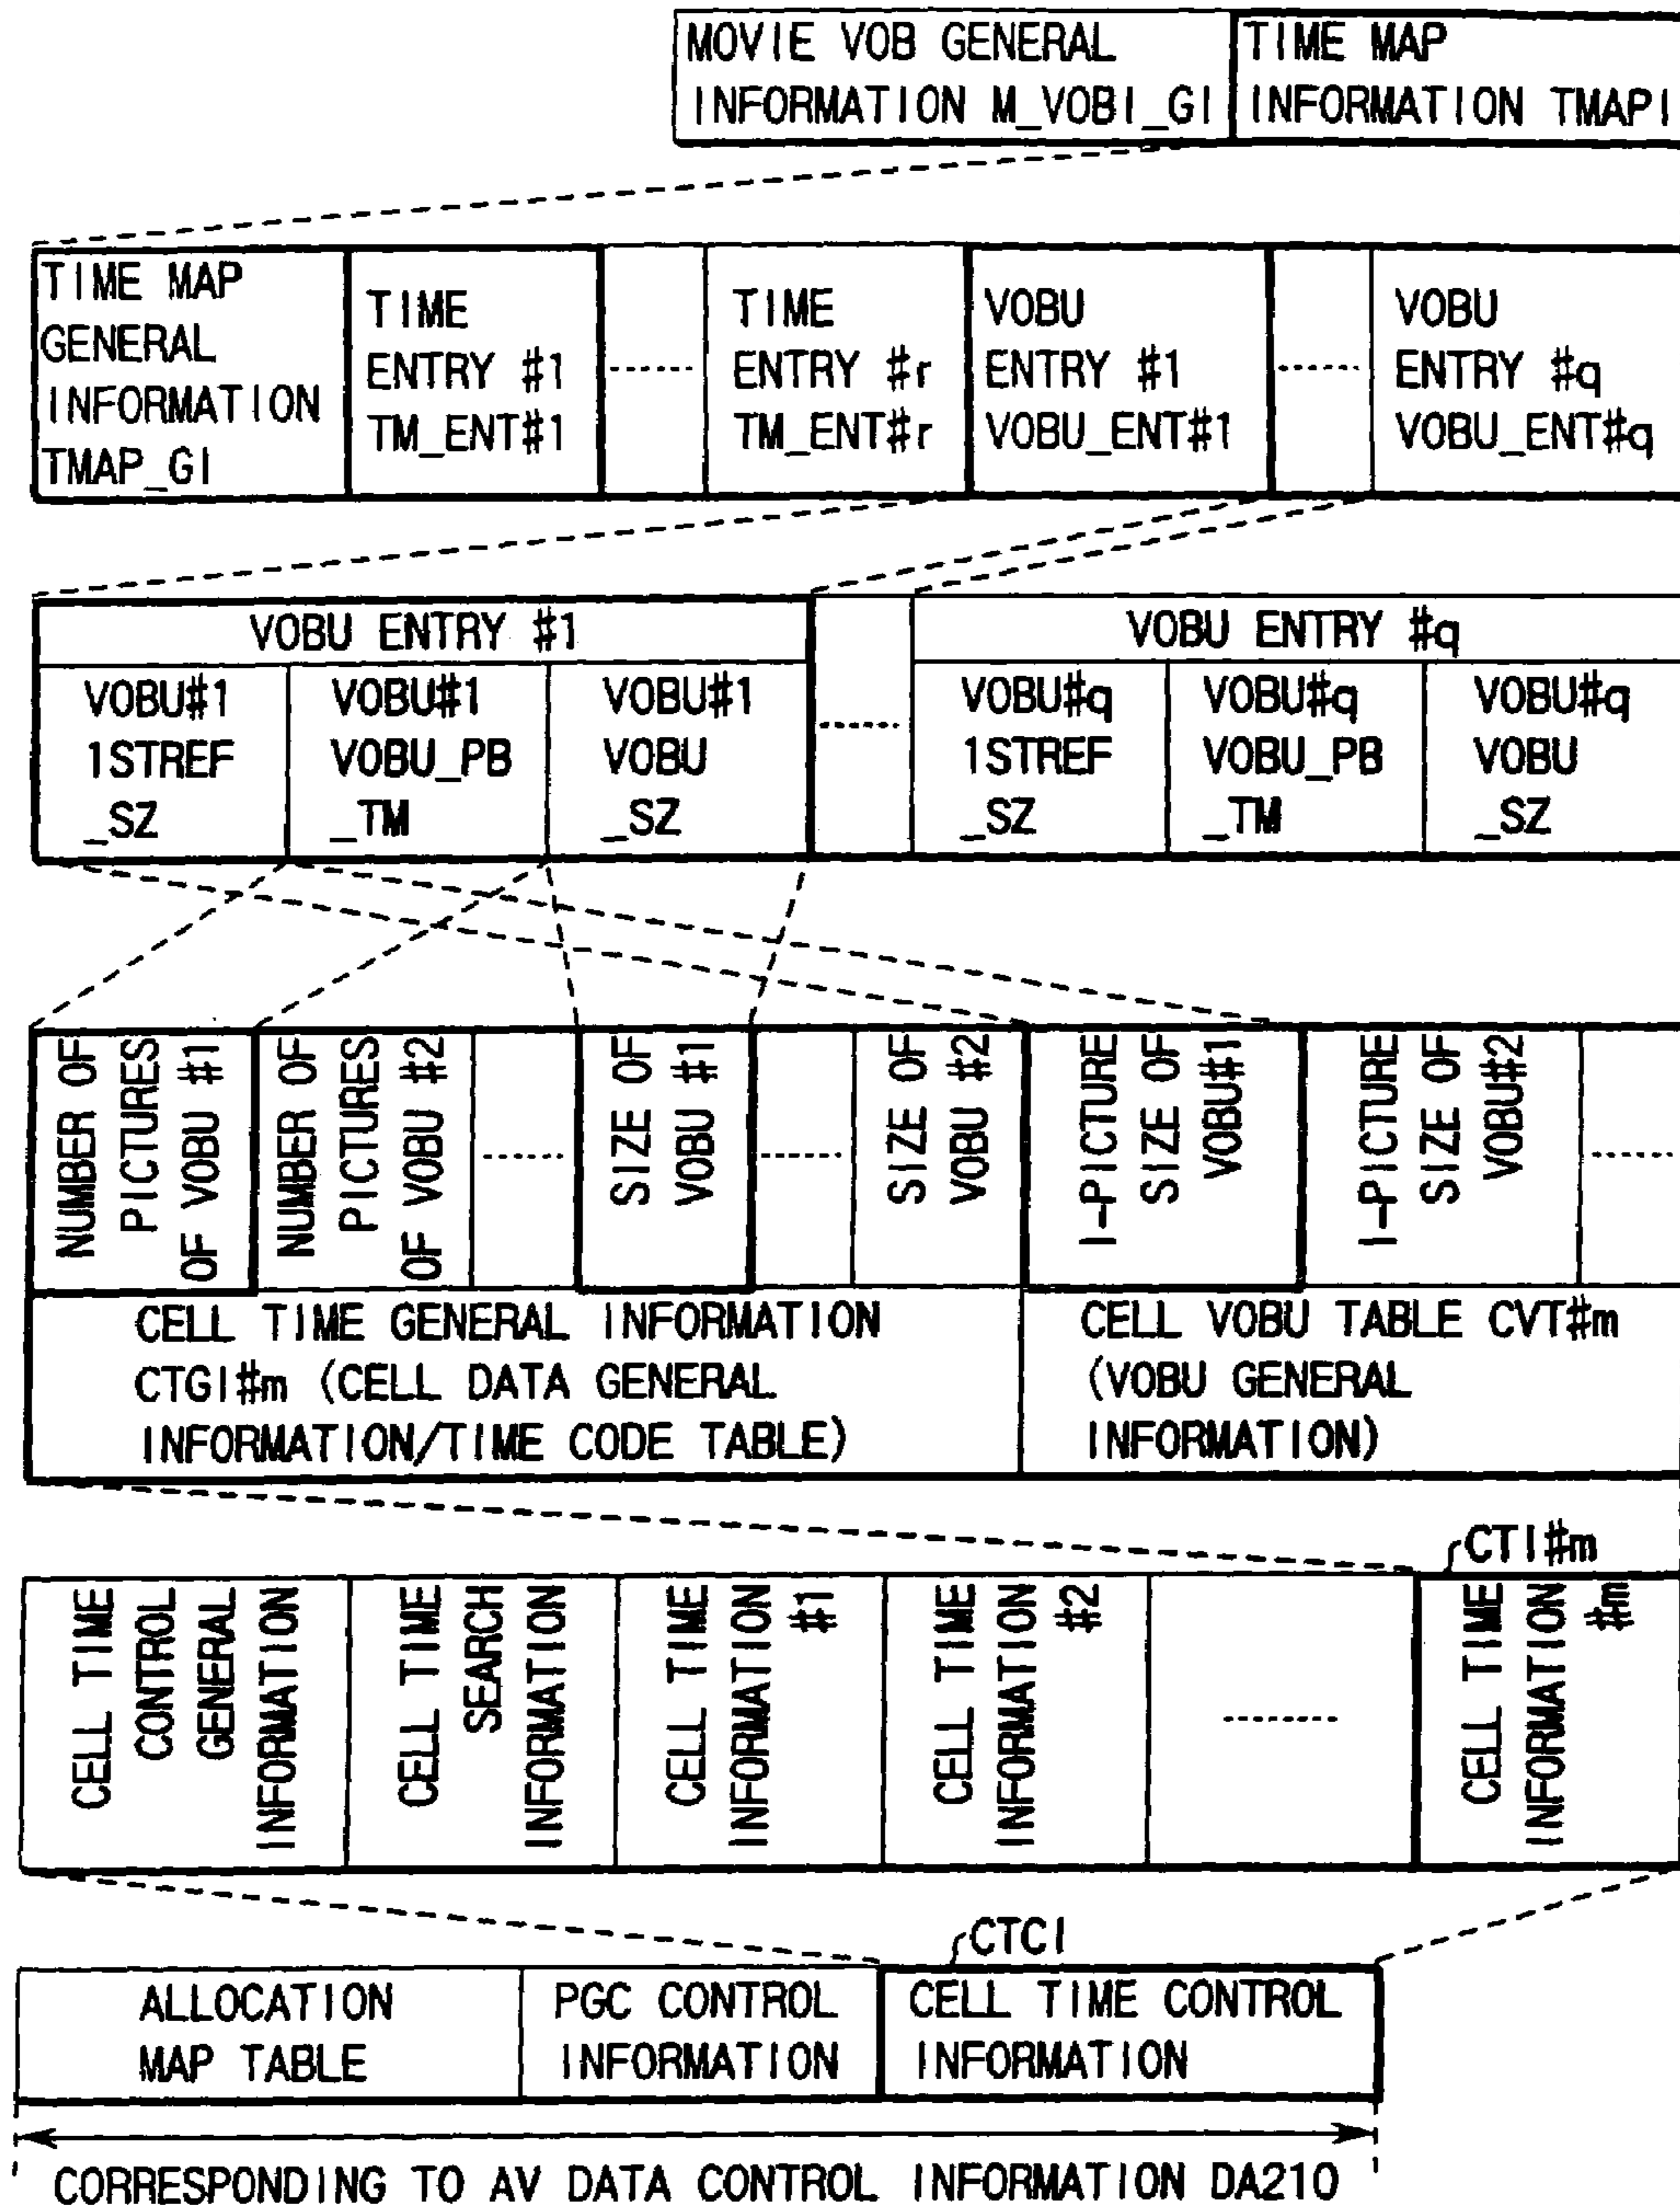 MOVIE VOB GENERAL
INFORMATION M_VOBI_GI
TIME MAP
INFORMATION TMAPI
TIME MAP
GENERAL
INFORMATION
TMAP_GI
TIME
ENTRY #1
TM_ENT#1
TIME
ENTRY #r
TM_ENT#r
VOBU
ENTRY #1
VOBU_ENT#1
VOBU
ENTRY #q
VOBU_ENT#q
VOBU ENTRY #1
VOBU#1
1STREF
_SZ
VOBU#1
VOBU_PB
_TM
VOBU#1
VOBU
_SZ
VOBU ENTRY #q
VOBU#q
1STREF
_SZ
VOBU#q
VOBU_PB
_TM
VOBU#q
VOBU
_SZ
NUMBER OF
PICTURES
OF VOBU #1
NUMBER OF
PICTURES
OF VOBU #2
SIZE OF
VOBU #1
SIZE OF
VOBU #2
I-PICTURE
SIZE OF
VOBU#1
I-PICTURE
SIZE OF
VOBU#2
CELL TIME GENERAL INFORMATION
CTGI#m (CELL DATA GENERAL
INFORMATION/TIME CODE TABLE)
CELL VOBU TABLE CVT#m
(VOBU GENERAL
INFORMATION)
CTI#m
CELL TIME
CONTROL
GENERAL
INFORMATION
CELL TIME
SEARCH
INFORMATION
CELL TIME
INFORMATION
#1
CELL TIME
INFORMATION
#2
CELL TIME
INFORMATION
#m
CTCI
ALLOCATION
MAP TABLE
PGC CONTROL
INFORMATION
CELL TIME CONTROL
INFORMATION
CORRESPONDING TO AV DATA CONTROL INFORMATION DA210